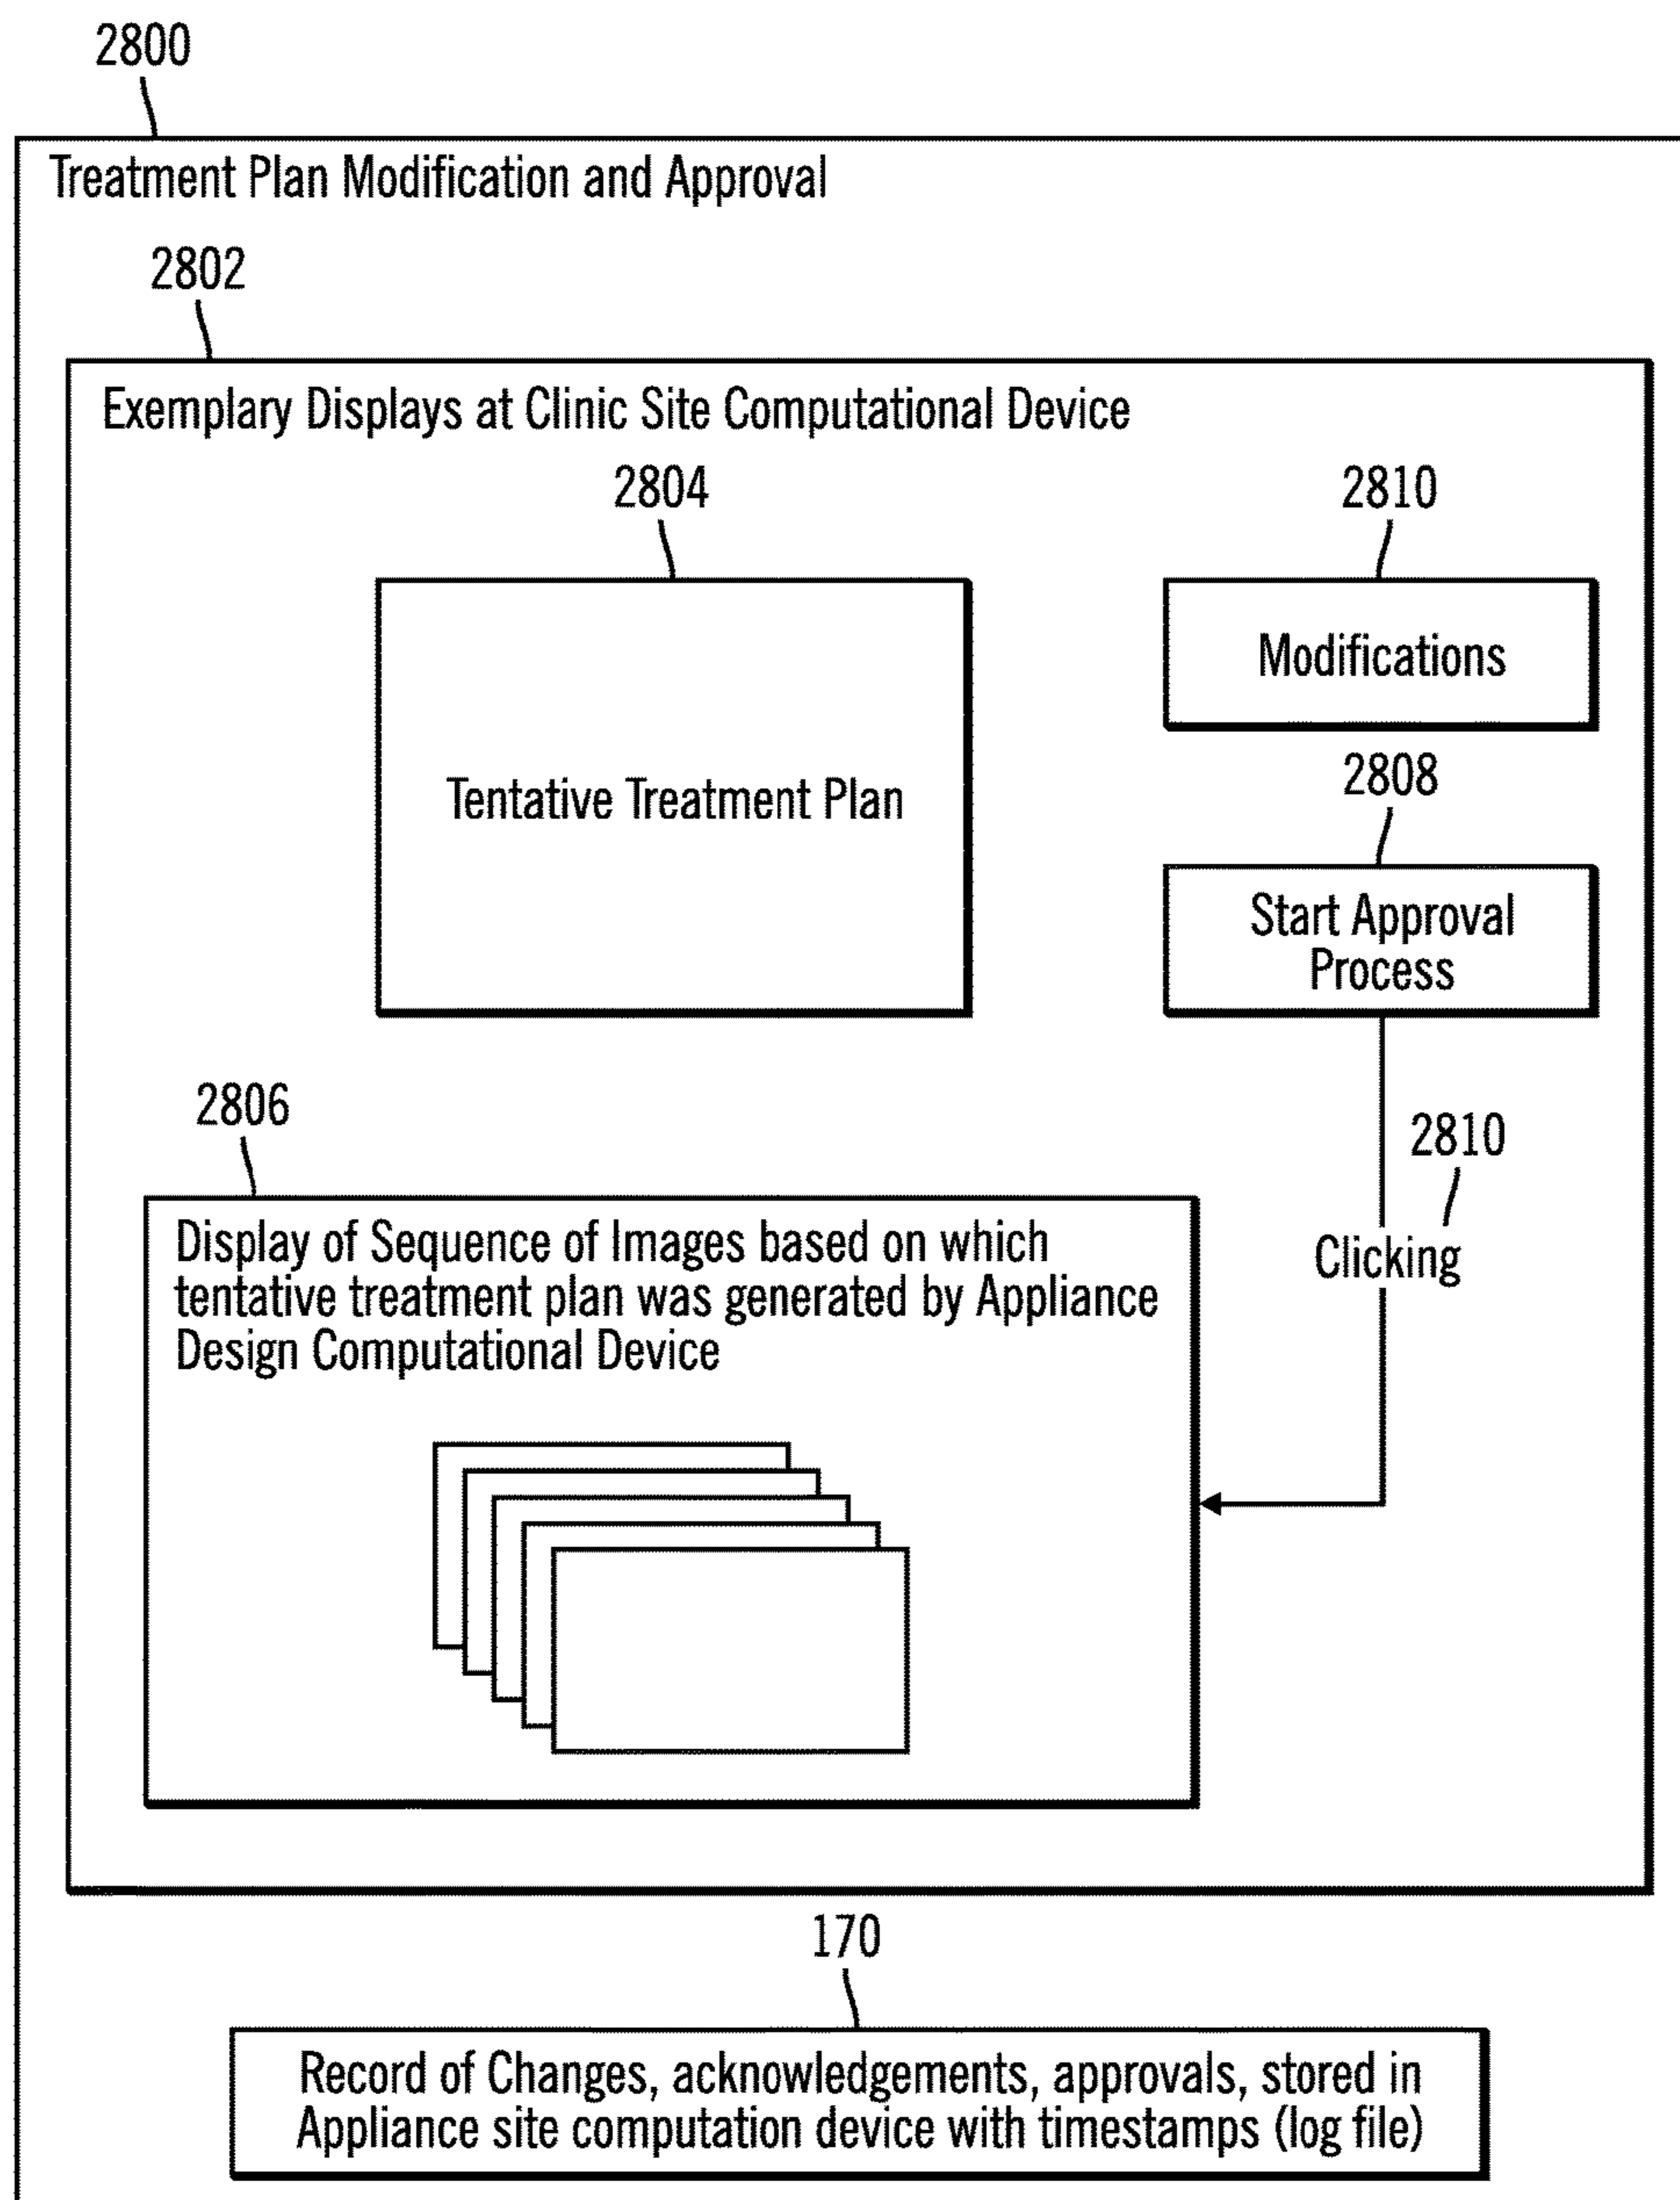 2800
Treatment Plan Modification and Approval
2802
Exemplary Displays at Clinic Site Computational Device
2804
2810
Tentative Treatment Plan
Modifications
2808
Start Approval
Process
2806
2810
Clicking
Display of Sequence of Images based on which
tentative treatment plan was generated by Appliance
Design Computational Device
170
Record of Changes, acknowledgements, approvals, stored in
Appliance site computation device with timestamps (log file)